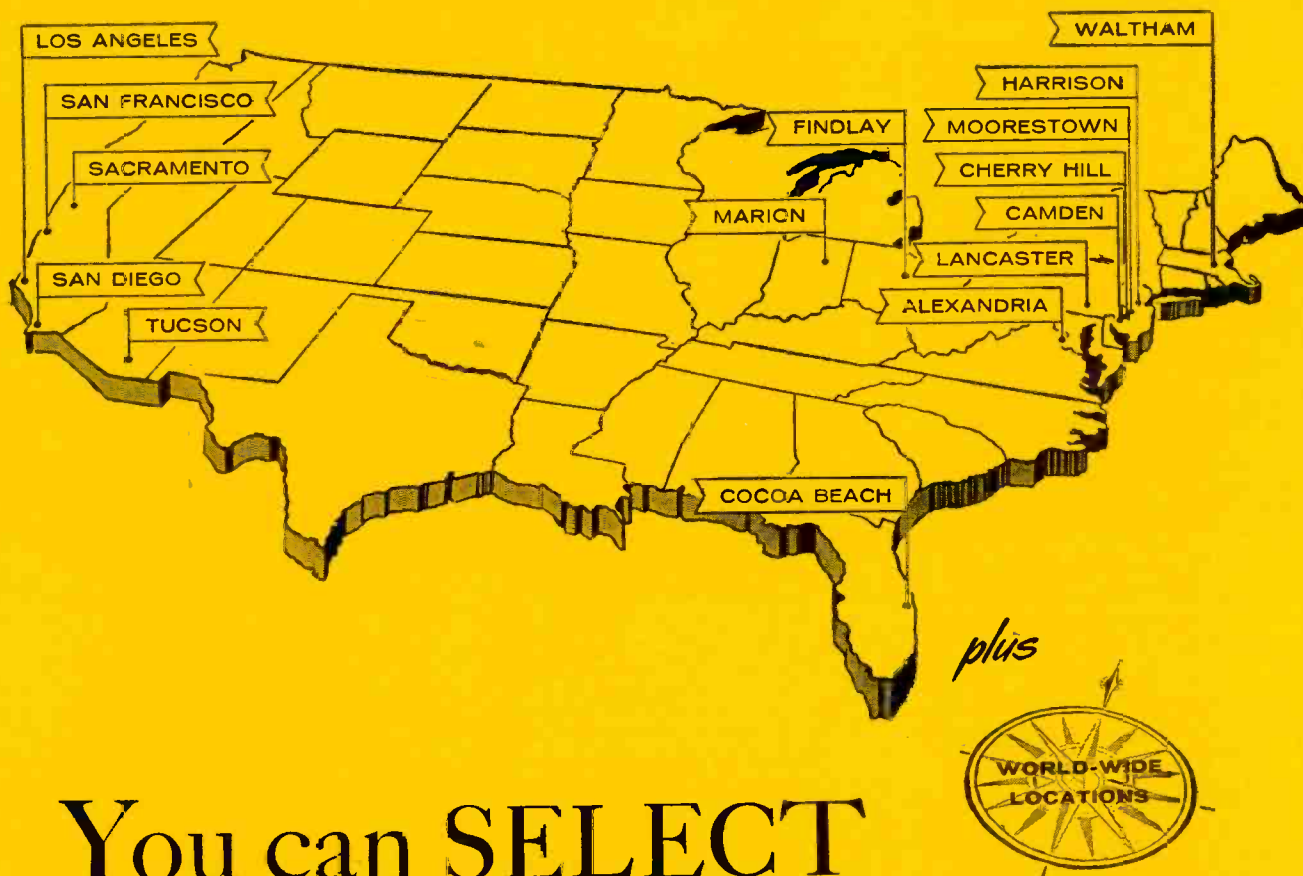 LOS ANGELES
WALTHAM
SAN FRANCISCO
HARRISON
FINDLAY
MOORESTOWN
SACRAMENTO
CHERRY HILL
MARION
CAMDEN
LANCASTER
SAN DIEGO
ALEXANDRIA
TUCSON
COCOA BEACH
plus
WORLD-WIDE
LOCATIONS
You can SELECT